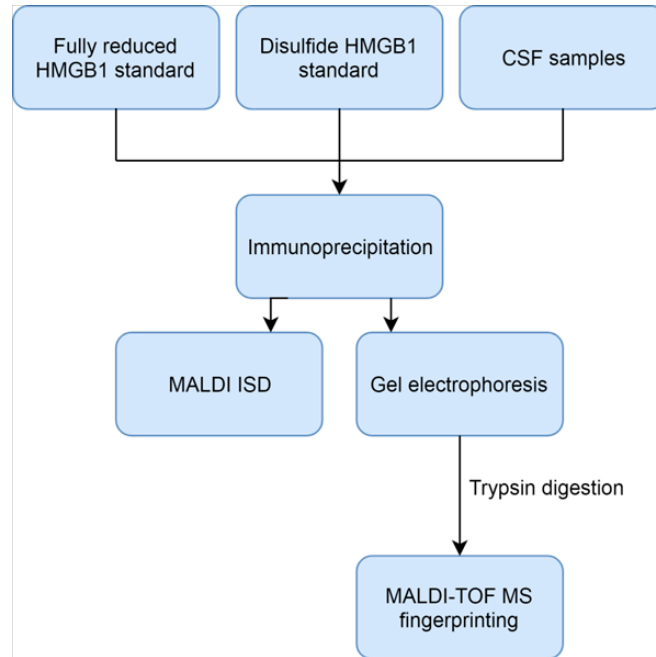 Fully reduced
HMGB1 standard
Disulfide HMGB1
standard
CSF samples
Immunoprecipitation
MALDI ISD
Gel electrophoresis
Trypsin digestion
MALDI-TOF MS
fingerprinting